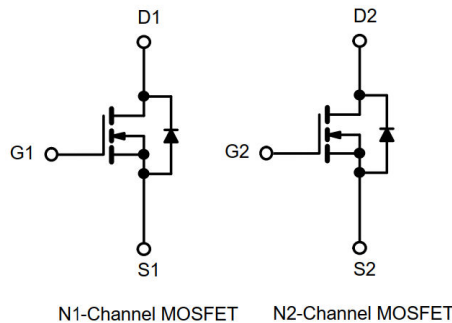 D1 D2
G1 G2
S1 S2
N1-Channel MOSFET N2-Channel MOSFET